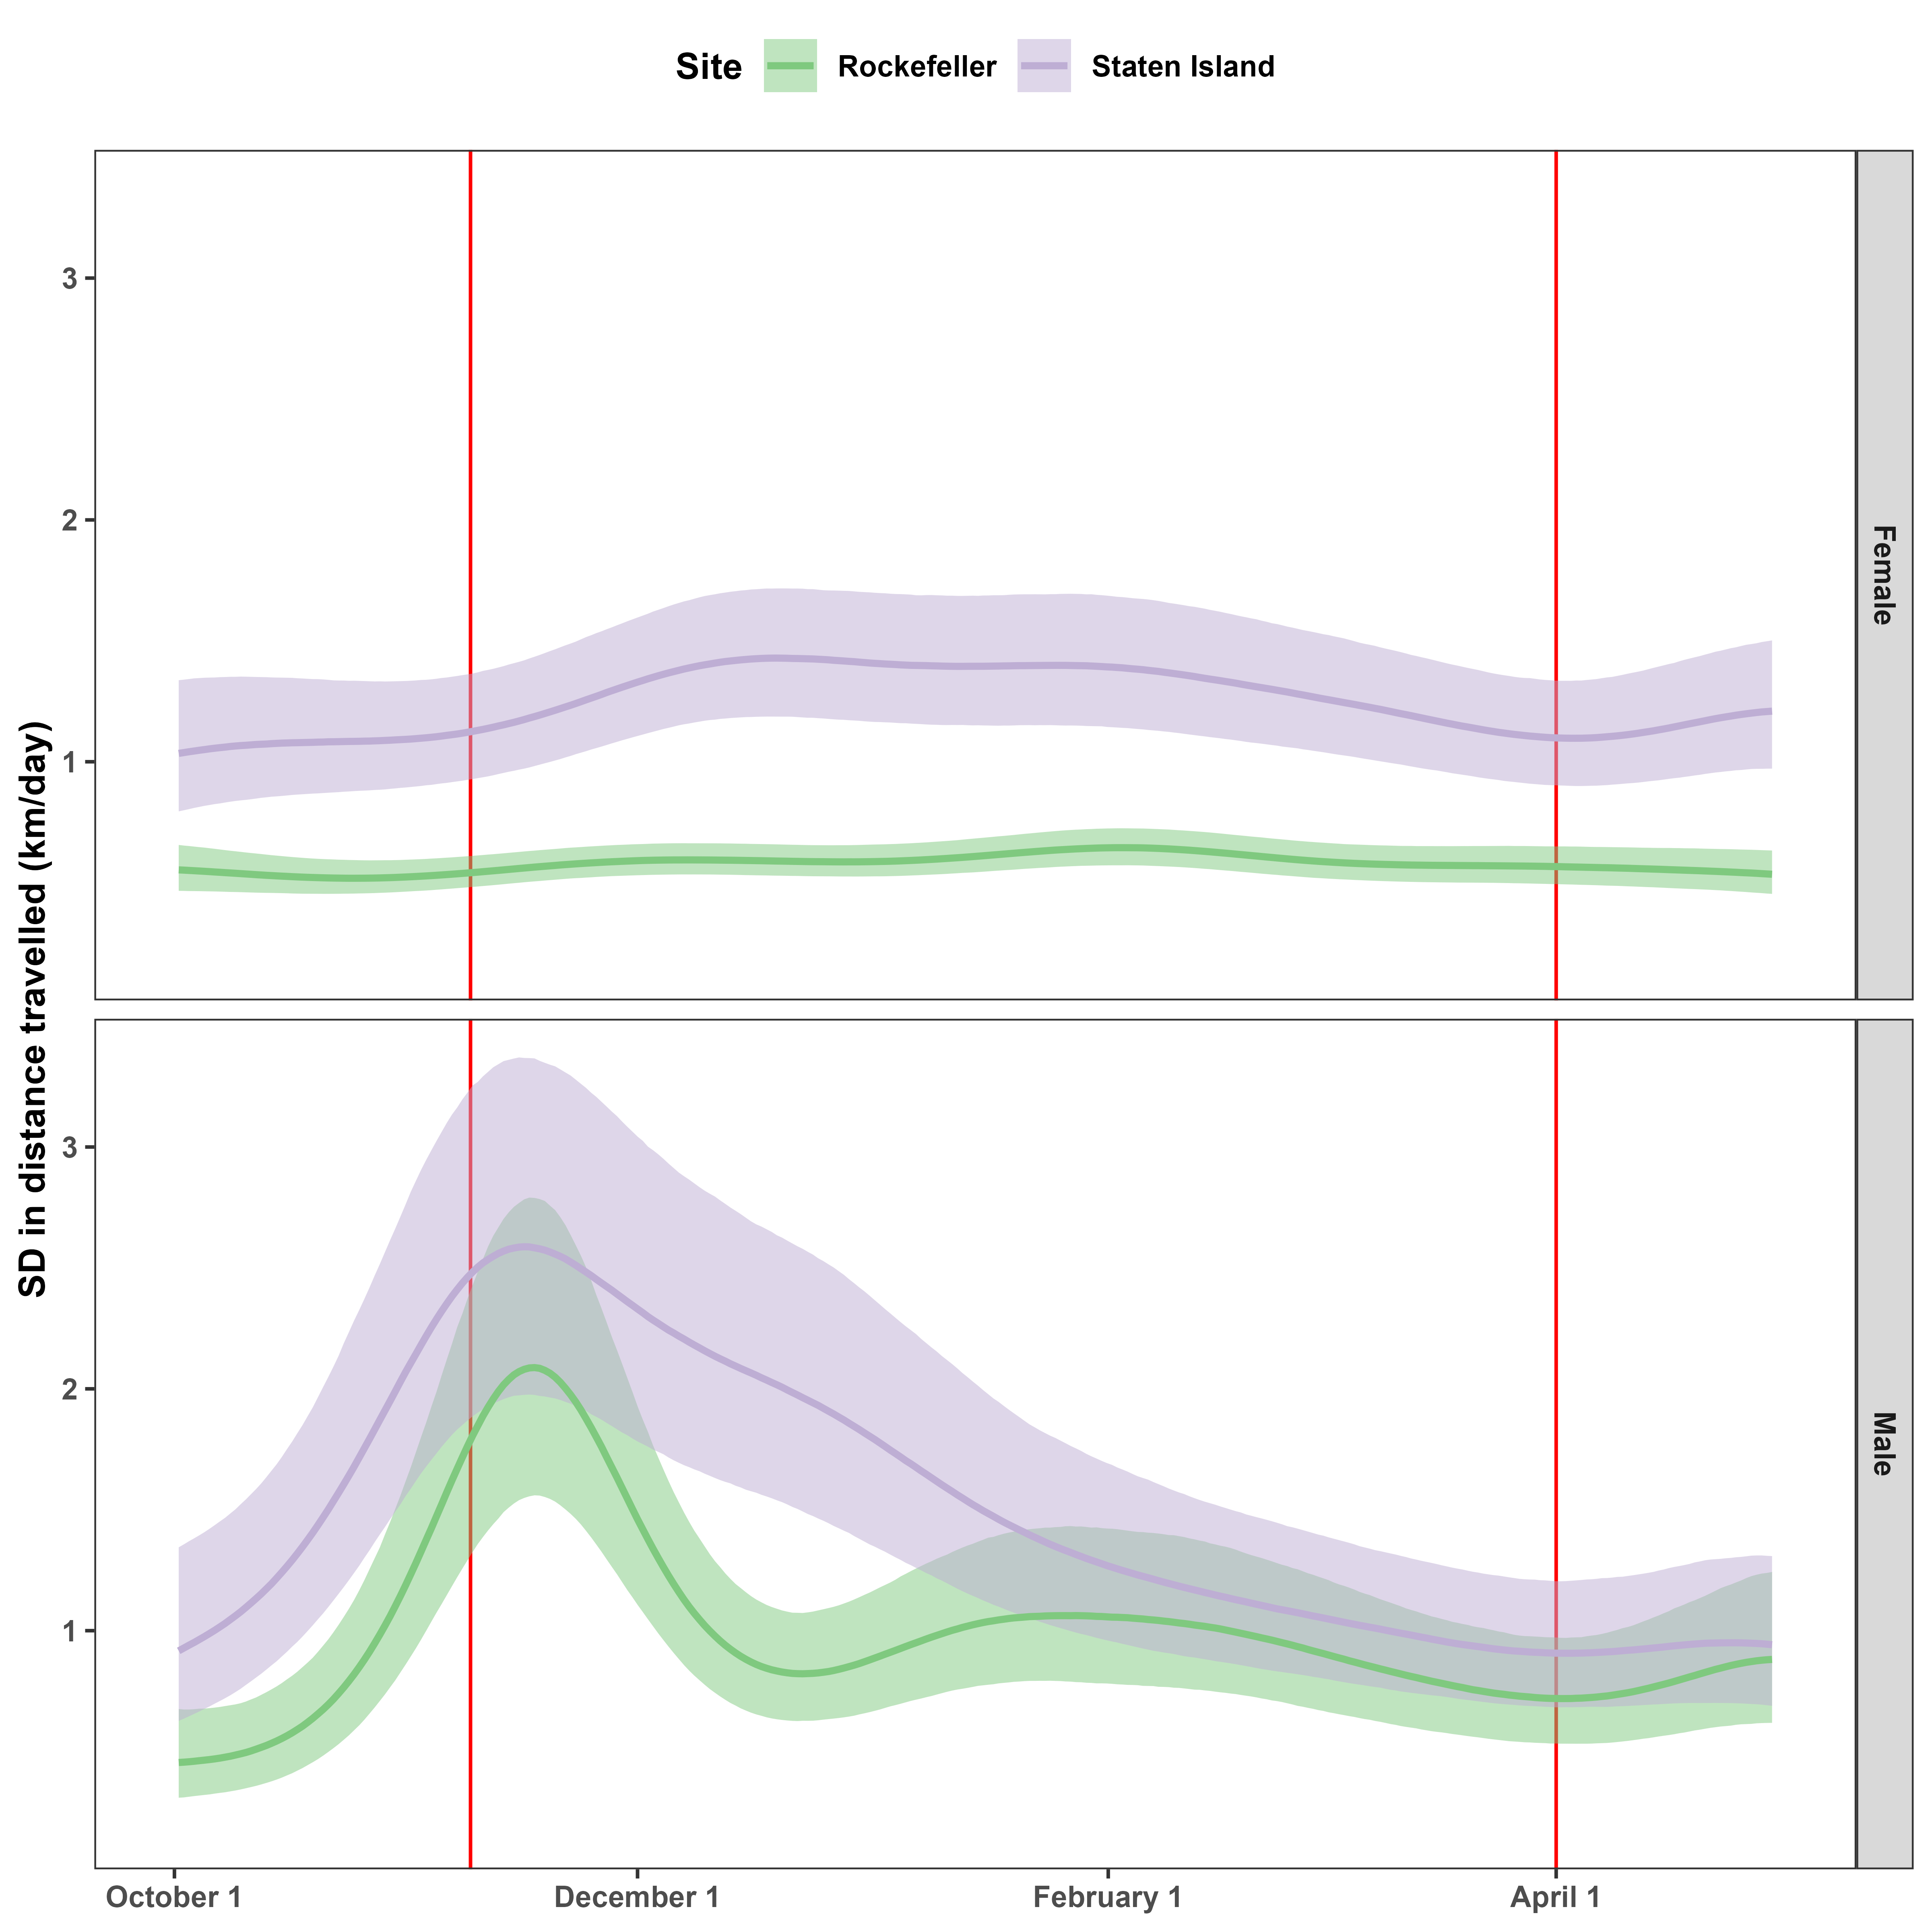 Site Rockefeller Staten Island
SD in distance travelled (km/day)
3
2
1
Female
3
2
1
Male
October 1 December 1 February 1 April 1